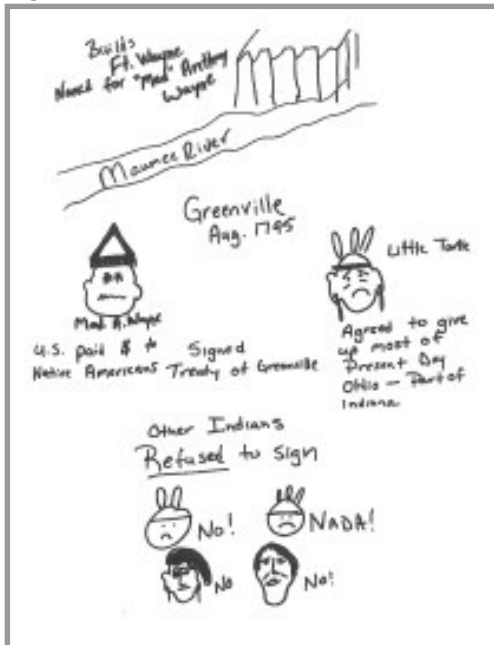 Builds
Ft. Wayne
Named for "Mad" Anthony
Wayne
Maumee River
Greenville
Aug. 1795
Little Turtle
Mad A. Wayne
U.S. paid $ to
Native Americans
Signed
Treaty of Greenville
Agreed to give
up most of
Present Day
Ohio - Part of
Indiana
Other Indians
Refused to Sign
No!
NADA!
No
No!